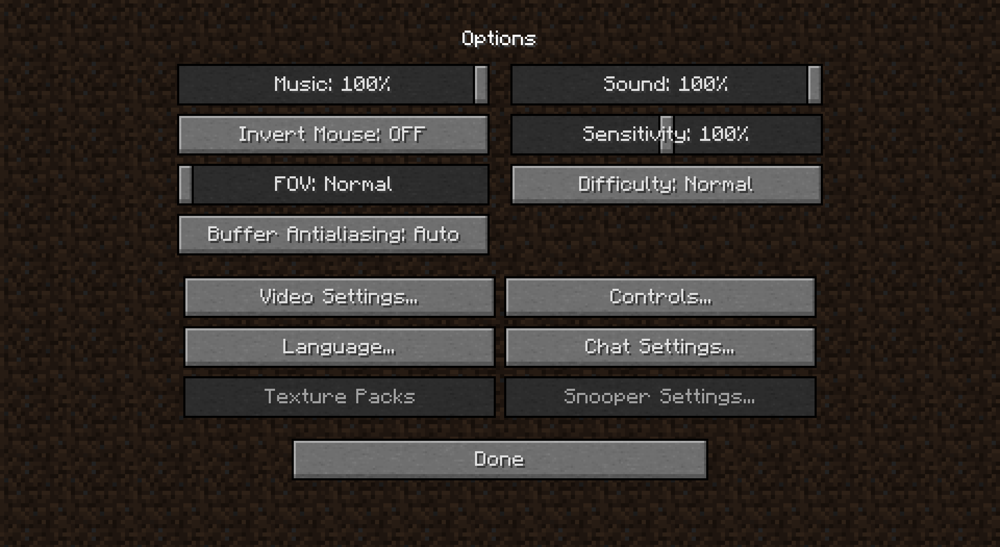 Options
Music: 100%
Sound: 100%
Invert Mouse: OFF
Sensitivity: 100%
FOV: Normal
Difficulty: Normal
Buffer Antialiasing: Auto
Video Settings...
Controls...
Language...
Chat Settings...
Texture Packs
Snooper Settings...
Done